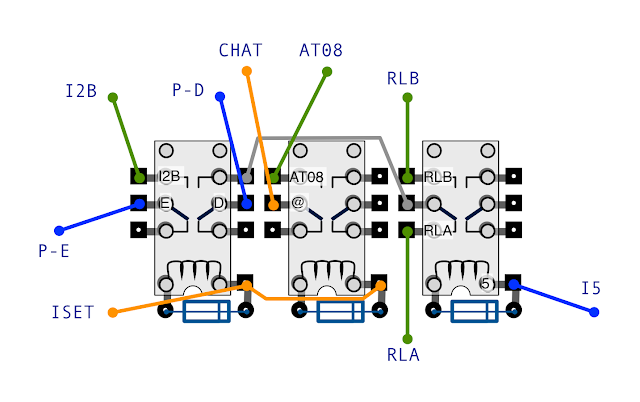 CHAT AT08
I2B P-D RLB
I2B AT08 RLB
(E) (D) @
RLA
P-E
5
I5
ISET
RLA